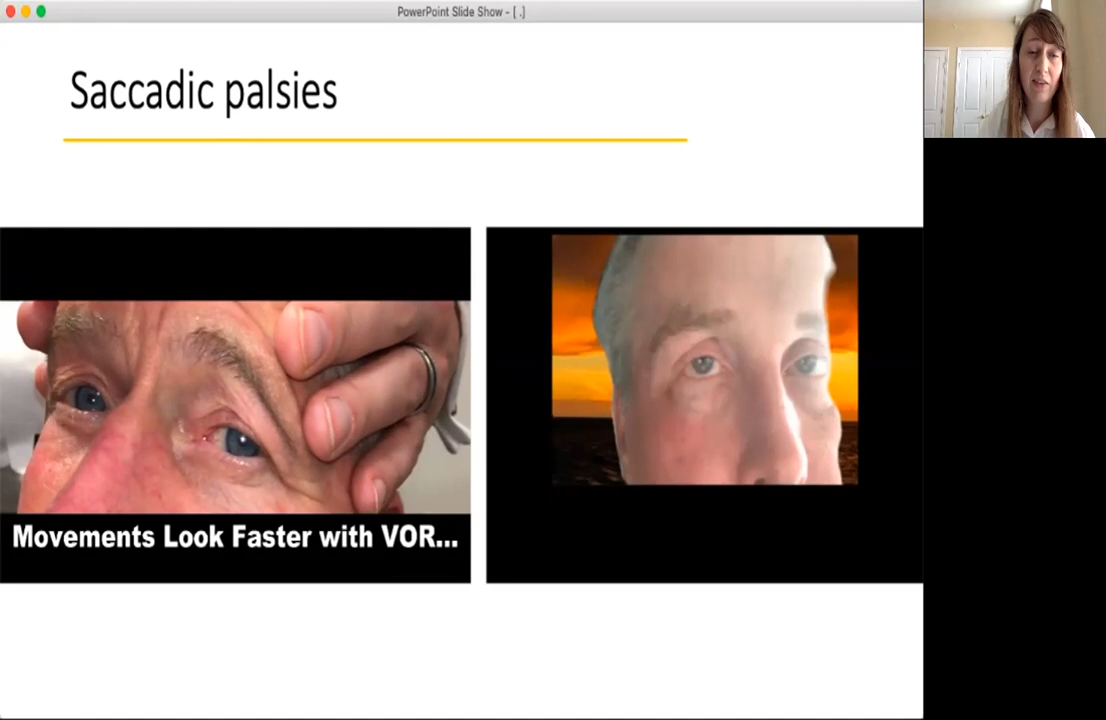 PowerPoint Slide Show - [ .]
Saccadic palsies
Movements Look Faster with VOR...